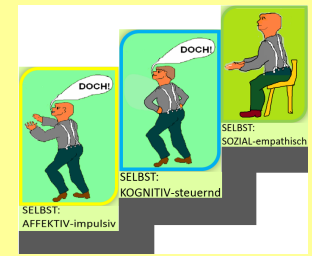 DOCH!
SELBST:
AFFEKTIV-impulsiv
DOCH!
SELBST:
KOGNITIV-steuernd
SELBST:
SOZIAL-empathisch